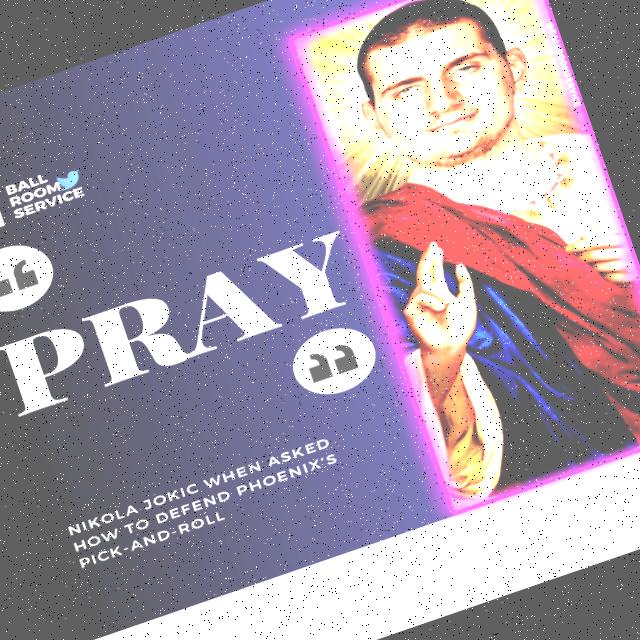 BALL
ROOM
SERVICE
“
PRAY
”
NIKOLA JOKIC WHEN ASKED
HOW TO DEFEND PHOENIX'S
PICK-AND-ROLL